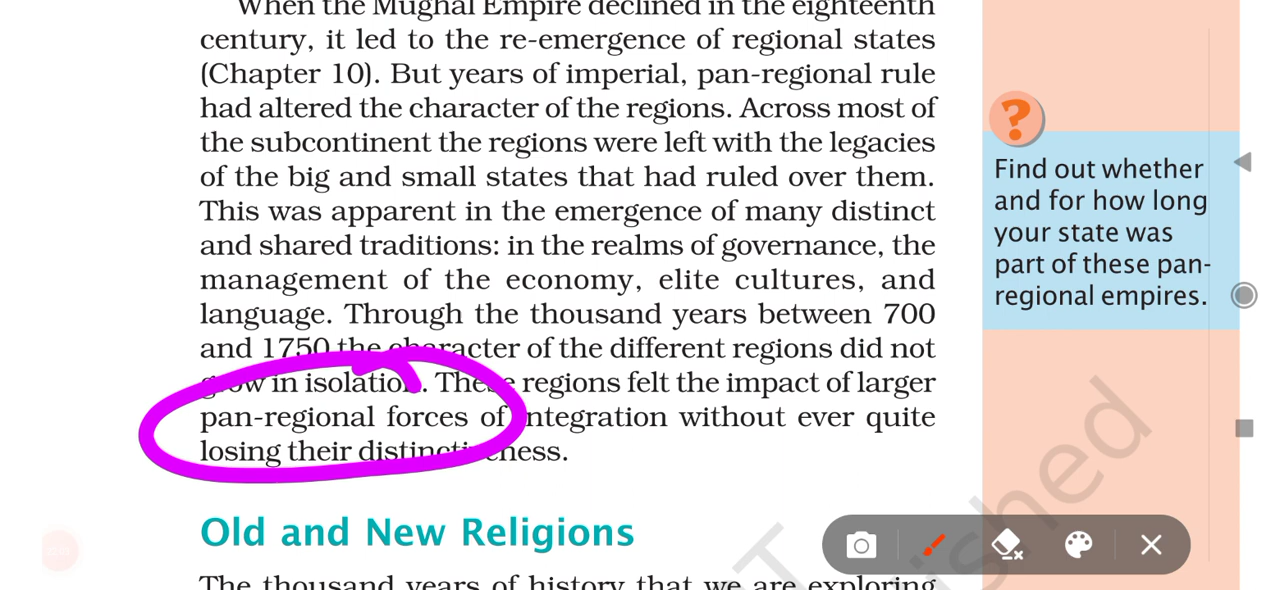 When the Mughal Empire declined in the eighteenth
century, it led to the re-emergence of regional states
(Chapter 10). But years of imperial, pan-regional rule
had altered the character of the regions. Across most of
the subcontinent the regions were left with the legacies
of the big and small states that had ruled over them.
This was apparent in the emergence of many distinct
and shared traditions: in the realms of governance, the
management of the economy, elite cultures, and
language. Through the thousand years between 700
and 1750 the character of the different regions did not
grow in isolation. These regions felt the impact of larger
pan-regional forces of integration without ever quite
losing their distinctiveness.
Old and New Religions
The thousand years of history that we are exploring
?
Find out whether
and for how long
your state was
part of these pan-
regional empires.